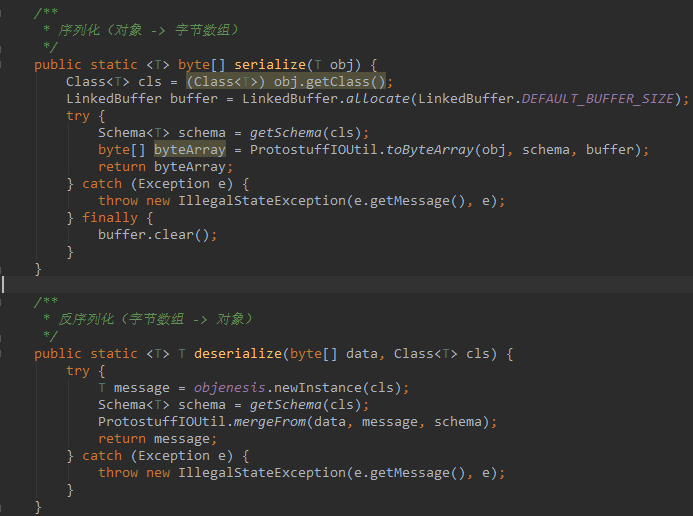 /**
 * 序列化（对象 -> 字节数组）
 */
public static <T> byte[] serialize(T obj) {
    Class<T> cls = (Class<T>) obj.getClass();
    LinkedBuffer buffer = LinkedBuffer.allocate(LinkedBuffer.DEFAULT_BUFFER_SIZE);
    try {
        Schema<T> schema = getSchema(cls);
        byte[] byteArray = ProtostuffIOUtil.toByteArray(obj, schema, buffer);
        return byteArray;
    } catch (Exception e) {
        throw new IllegalStateException(e.getMessage(), e);
    } finally {
        buffer.clear();
    }
}
/**
 * 反序列化（字节数组 -> 对象）
 */
public static <T> T deserialize(byte[] data, Class<T> cls) {
    try {
        T message = objenesis.newInstance(cls);
        Schema<T> schema = getSchema(cls);
        ProtostuffIOUtil.mergeFrom(data, message, schema);
        return message;
    } catch (Exception e) {
        throw new IllegalStateException(e.getMessage(), e);
    }
}